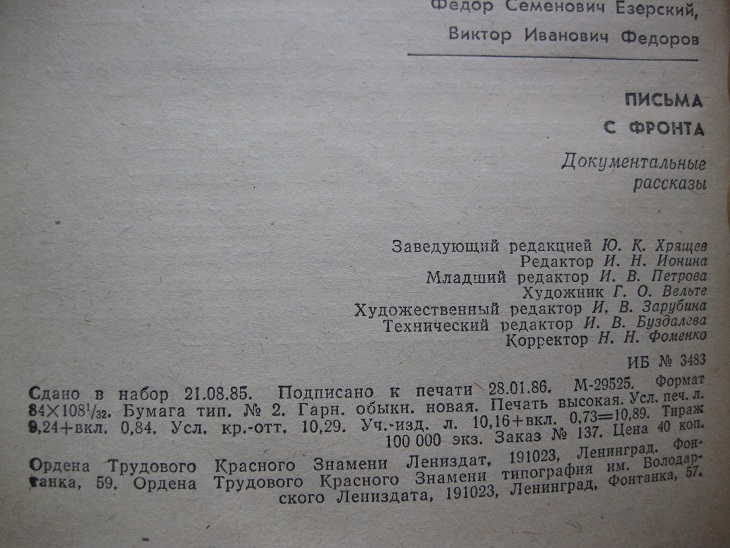 Федор Семенович Езерский,
Виктор Иванович Федоров
ПИСЬМА
С ФРОНТА
Документальные
рассказы
Заведующий редакцией Ю. К. Хрящев
Редактор И. Н. Ионина
Младший редактор И. В. Петрова
Художник Г. О. Вельте
Художественный редактор И. В. Зарубина
Технический редактор И. В. Буздалева
Корректор Н. Н. Фоменко
ИБ № 3483
Сдано в набор 21.08.85. Подписано к печати 28.01.86. М-29525. Формат
84×108¹/₃₂. Бумага тип. № 2. Гарн. обыкн. новая. Печать высокая. Усл. печ. л.
9,24+вкл. 0,84. Усл. кр.-отт. 10,29. Уч.-изд. л. 10,16+вкл. 0,73=10,89. Тираж
100 000 экз. Заказ № 137. Цена 40 коп.
Ордена Трудового Красного Знамени Лениздат, 191023, Ленинград, Фон-
танка, 59. Ордена Трудового Красного Знамени типография им. Володар-
ского Лениздата, 191023, Ленинград, Фонтанка, 57.